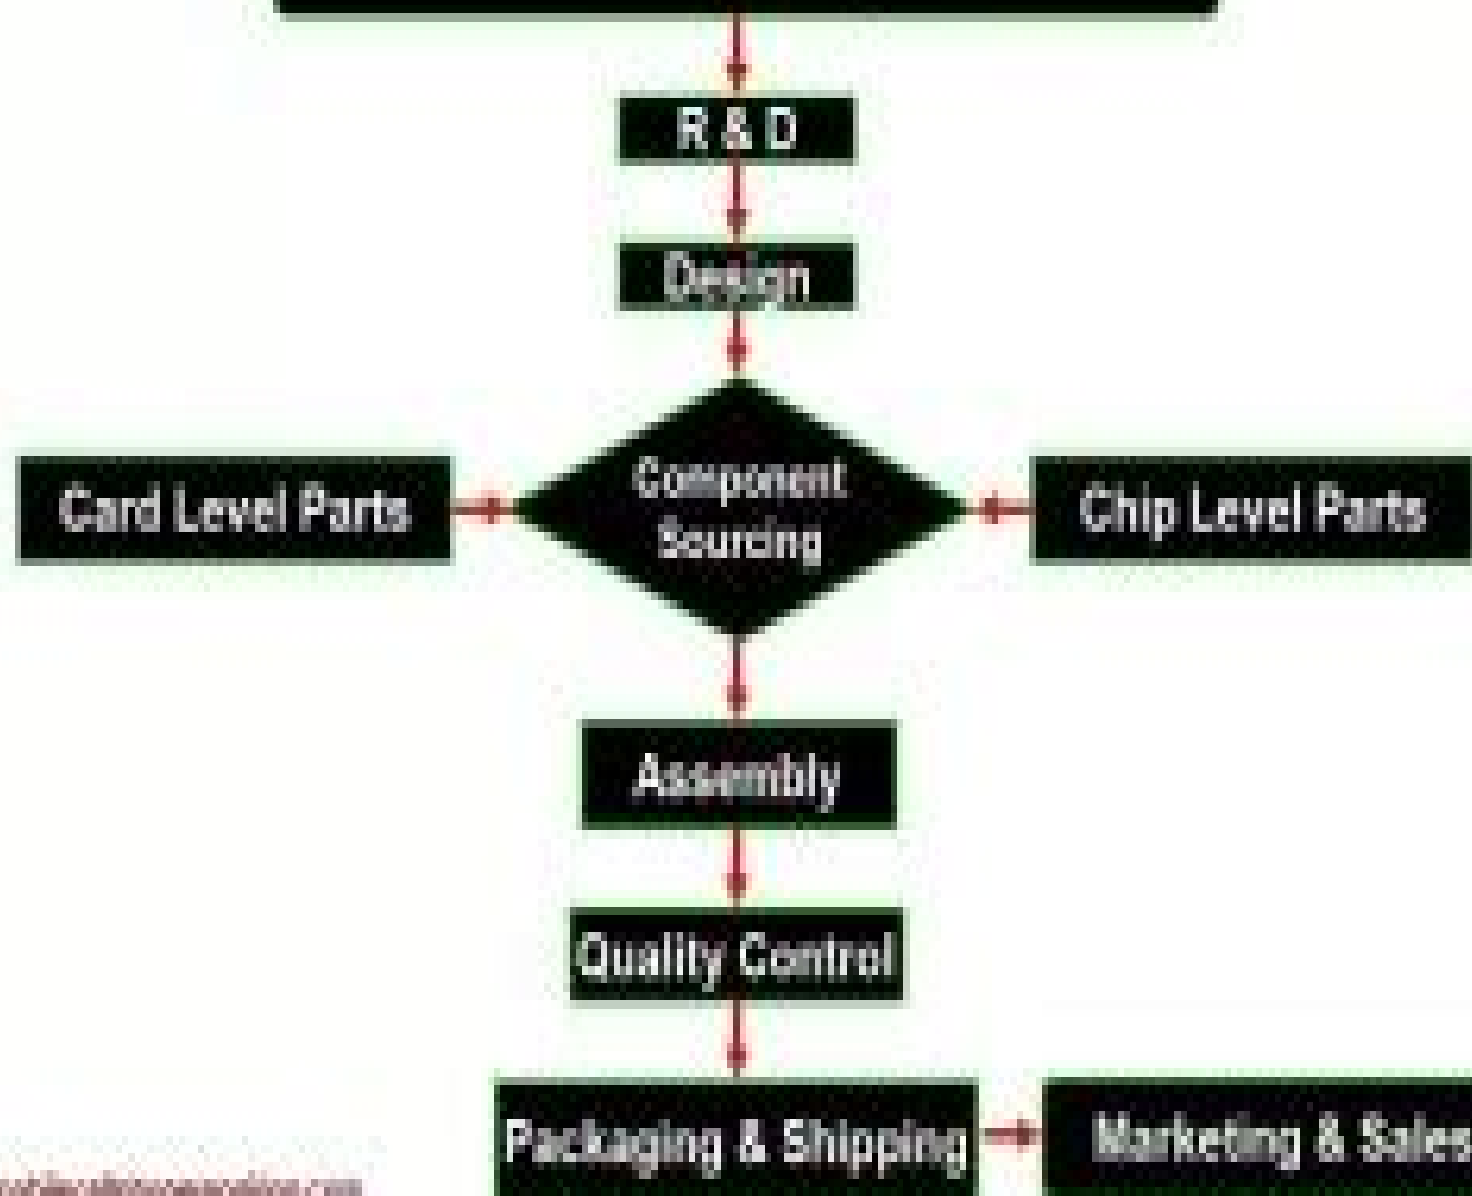 R & D
Design
Component
Sourcing
Card Level Parts
Chip Level Parts
Assembly
Quality Control
Packaging & Shipping
Marketing & Sales